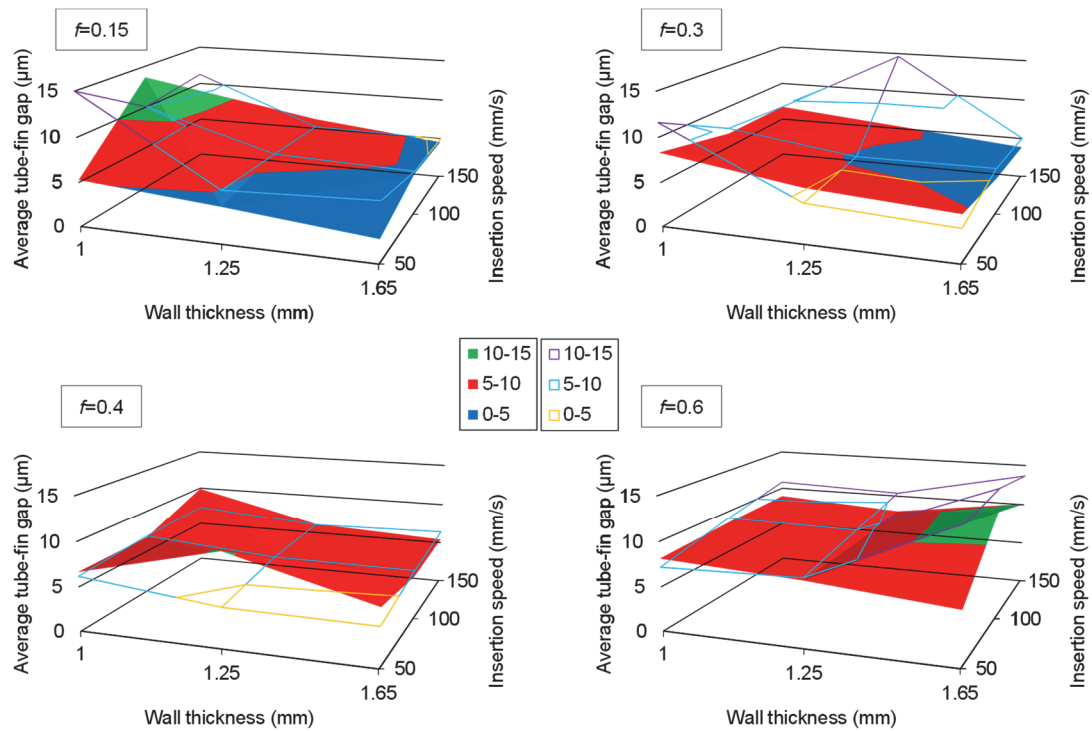 f=0.15
Average tube-fin gap (μm)
15
10
5
0
1
1.25
1.65
Wall thickness (mm)
50
100
150
Insertion speed (mm/s)
f=0.3
Average tube-fin gap (μm)
15
10
5
0
1
1.25
1.65
Wall thickness (mm)
50
100
150
Insertion speed (mm/s)
10-15
5-10
0-5
10-15
5-10
0-5
f=0.4
Average tube-fin gap (μm)
15
10
5
0
1
1.25
1.65
Wall thickness (mm)
50
100
150
Insertion speed (mm/s)
f=0.6
Average tube-fin gap (μm)
15
10
5
0
1
1.25
1.65
Wall thickness (mm)
50
100
150
Insertion speed (mm/s)